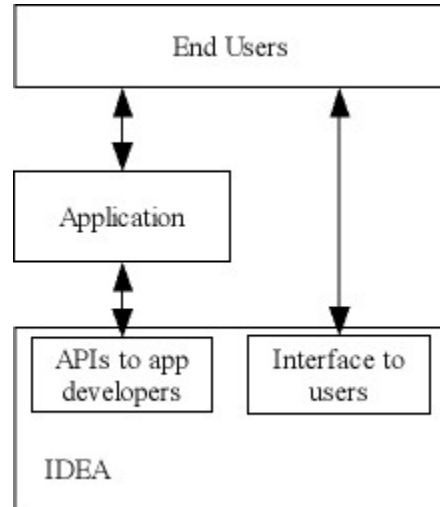 End Users
Application
APIs to app
developers
Interface to
users
IDEA